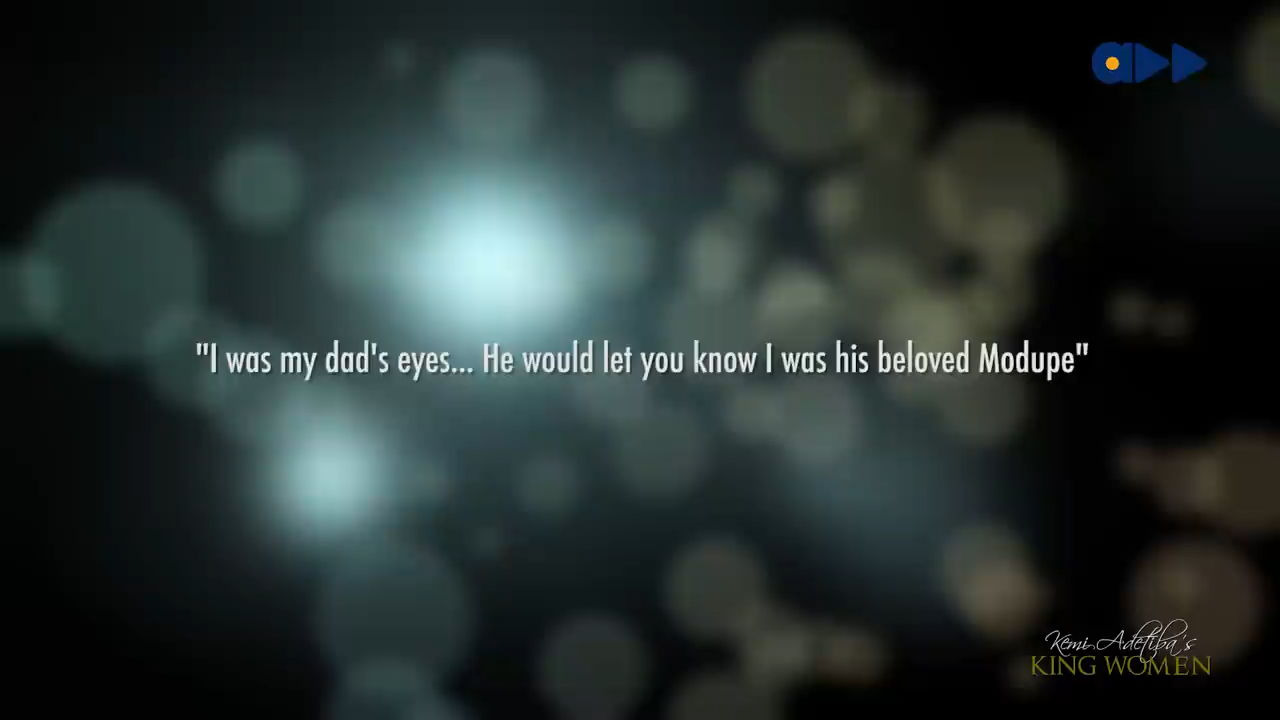 "I was my dad's eyes... He would let you know I was his beloved Modupe"
Kemi Adetiba's
KING WOMEN